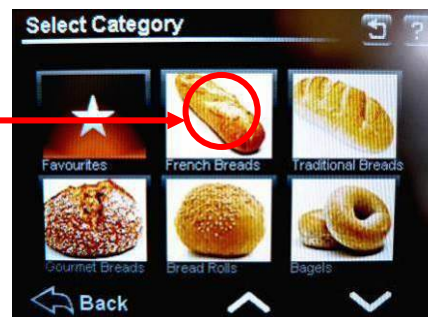 Select Category
?
Favourites French Breads Traditional Breads
Gourmet Breads Bread Rolls Bagels
Back